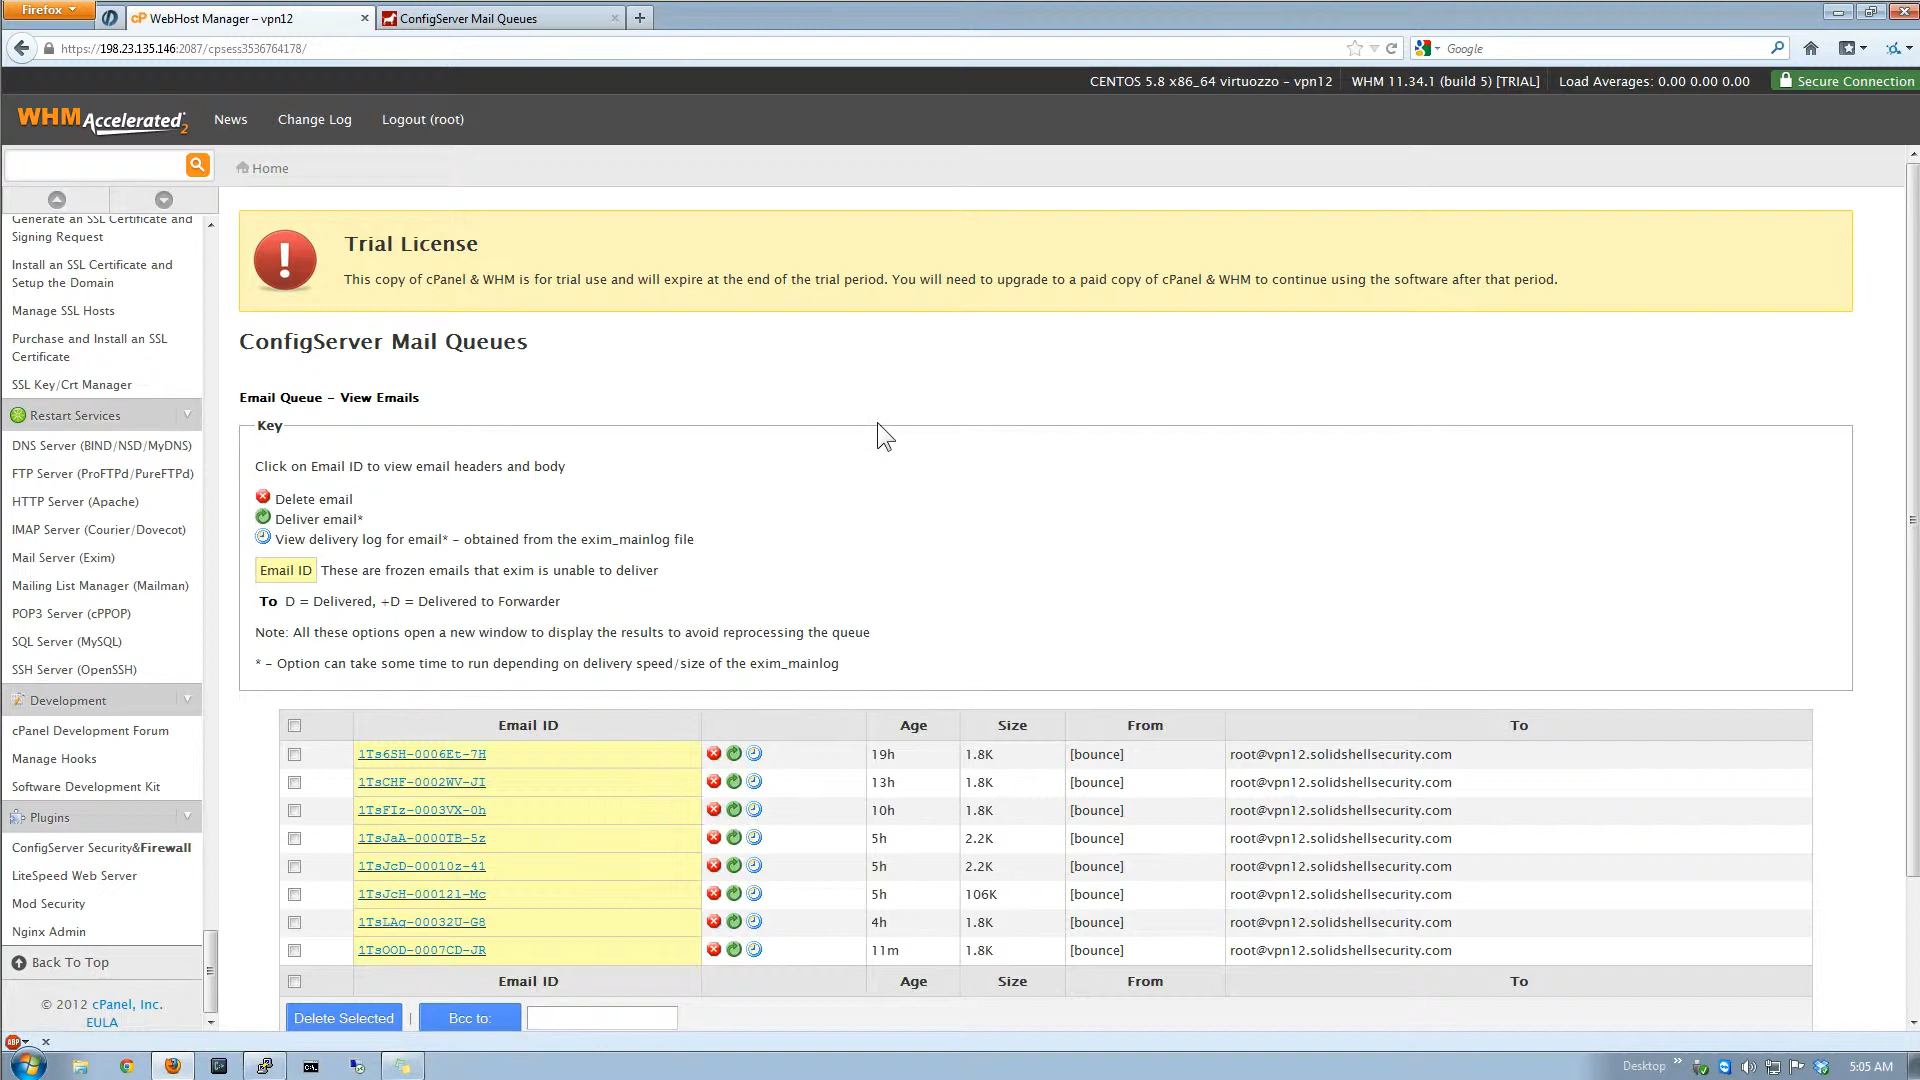 Firefox
WebHost Manager – vpn12
ConfigServer Mail Queues
https://198.23.135.146:2087/cpsess3536764178/
Google
CENTOS 5.8 x86_64 virtuozzo – vpn12
WHM 11.34.1 (build 5) [TRIAL]
Load Averages: 0.00 0.00 0.00
Secure Connection
WHM Accelerated2
News
Change Log
Logout (root)
Home
Generate an SSL Certificate and
Signing Request
Install an SSL Certificate and
Setup the Domain
Manage SSL Hosts
Purchase and Install an SSL
Certificate
SSL Key/Crt Manager
Restart Services
DNS Server (BIND/NSD/MyDNS)
FTP Server (ProFTPd/PureFTPd)
HTTP Server (Apache)
IMAP Server (Courier/Dovecot)
Mail Server (Exim)
Mailing List Manager (Mailman)
POP3 Server (cPPOP)
SQL Server (MySQL)
SSH Server (OpenSSH)
Development
cPanel Development Forum
Manage Hooks
Software Development Kit
Plugins
ConfigServer Security&Firewall
LiteSpeed Web Server
Mod Security
Nginx Admin
Back To Top
© 2012 cPanel, Inc.
EULA
Trial License
This copy of cPanel & WHM is for trial use and will expire at the end of the trial period. You will need to upgrade to a paid copy of cPanel & WHM to continue using the software after that period.
ConfigServer Mail Queues
Email Queue – View Emails
Key
Click on Email ID to view email headers and body
Delete email
Deliver email*
View delivery log for email* – obtained from the exim_mainlog file
Email ID These are frozen emails that exim is unable to deliver
To D = Delivered, +D = Delivered to Forwarder
Note: All these options open a new window to display the results to avoid reprocessing the queue
* – Option can take some time to run depending on delivery speed/size of the exim_mainlog
Email ID Age Size From To
1Ts6SH-0006Et-7H 19h 1.8K [bounce] root@vpn12.solidshellsecurity.com
1TsCHF-0002WV-JI 13h 1.8K [bounce] root@vpn12.solidshellsecurity.com
1TsFIz-0003VX-0h 10h 1.8K [bounce] root@vpn12.solidshellsecurity.com
1TsJaA-0000TB-5z 5h 2.2K [bounce] root@vpn12.solidshellsecurity.com
1TsJcD-00010z-41 5h 2.2K [bounce] root@vpn12.solidshellsecurity.com
1TsJcH-00012l-Mc 5h 106K [bounce] root@vpn12.solidshellsecurity.com
1TsLAq-00032U-G8 4h 1.8K [bounce] root@vpn12.solidshellsecurity.com
1TsOOD-0007CD-JR 11m 1.8K [bounce] root@vpn12.solidshellsecurity.com
Email ID Age Size From To
Delete Selected | Bcc to:
ABP
Desktop
5:05 AM